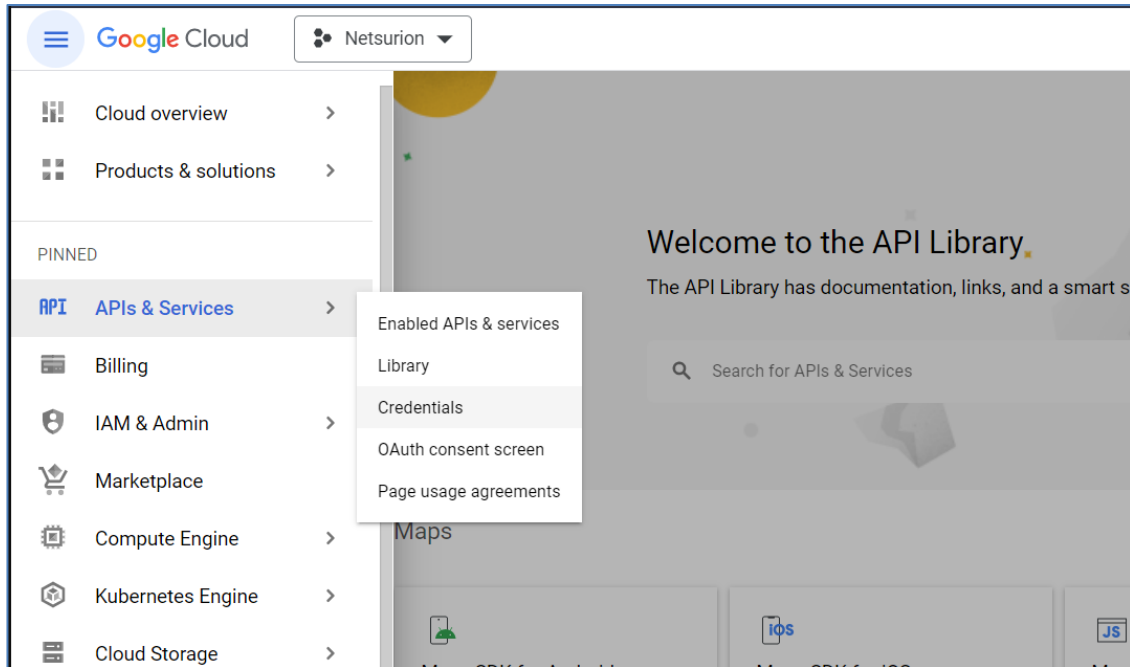 Google Cloud
Netsurion
Cloud overview
Products & solutions
PINNED
API APIs & Services
Billing
IAM & Admin
Marketplace
Compute Engine
Kubernetes Engine
Cloud Storage
Enabled APIs & services
Library
Credentials
OAuth consent screen
Page usage agreements
Welcome to the API Library
The API Library has documentation, links, and a smart s
Search for APIs & Services
Maps
iOS
JS